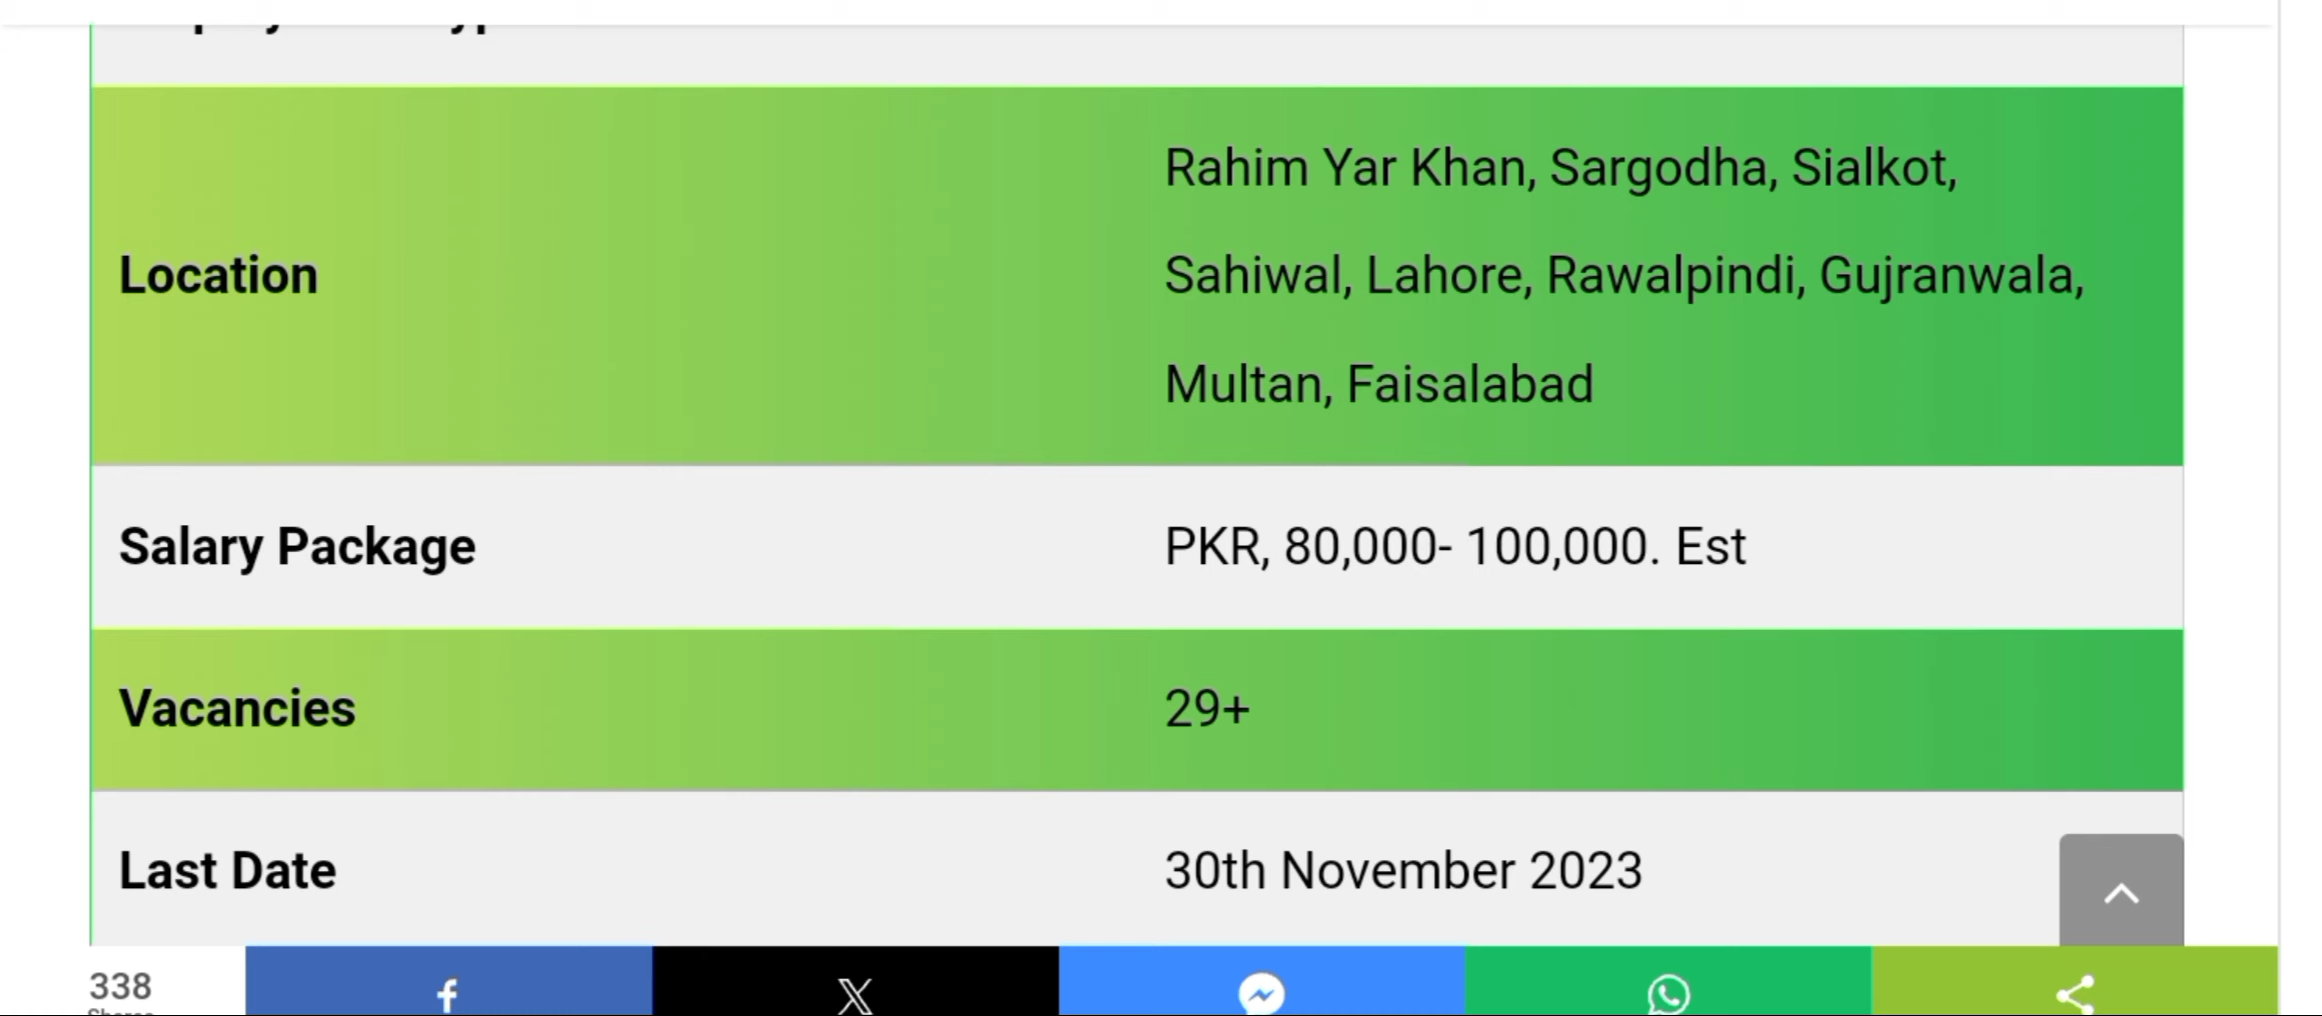 Location
Rahim Yar Khan, Sargodha, Sialkot,
Sahiwal, Lahore, Rawalpindi, Gujranwala,
Multan, Faisalabad
Salary Package
PKR, 80,000- 100,000. Est
Vacancies
29+
Last Date
30th November 2023
338